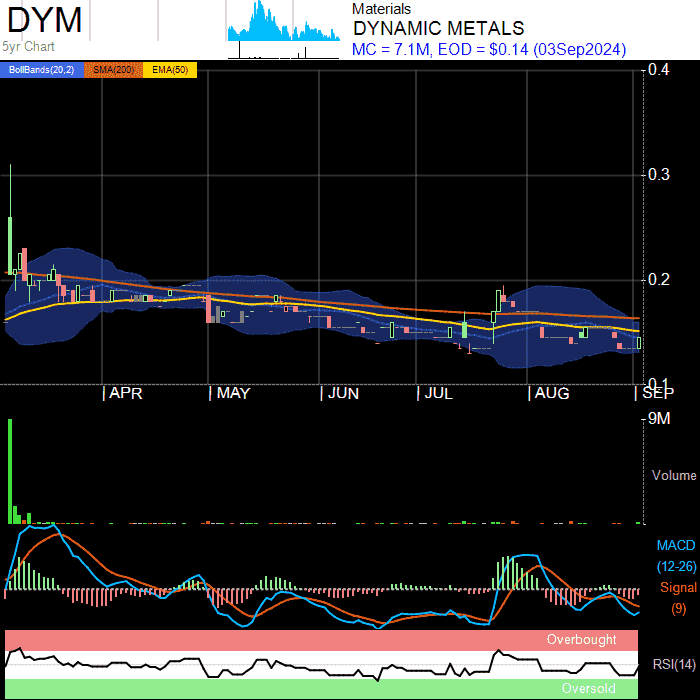 DYM
5yr Chart
Materials
DYNAMIC METALS
MC = 7.1M, EOD = $0.14 (03Sep2024)
BollBands(20,2) SMA(200) EMA(50)
0.4
0.3
0.2
0.1
APR MAY JUN JUL AUG SEP
9M
Volume
MACD
(12-26)
Signal
(9)
Overbought
RSI(14)
Oversold